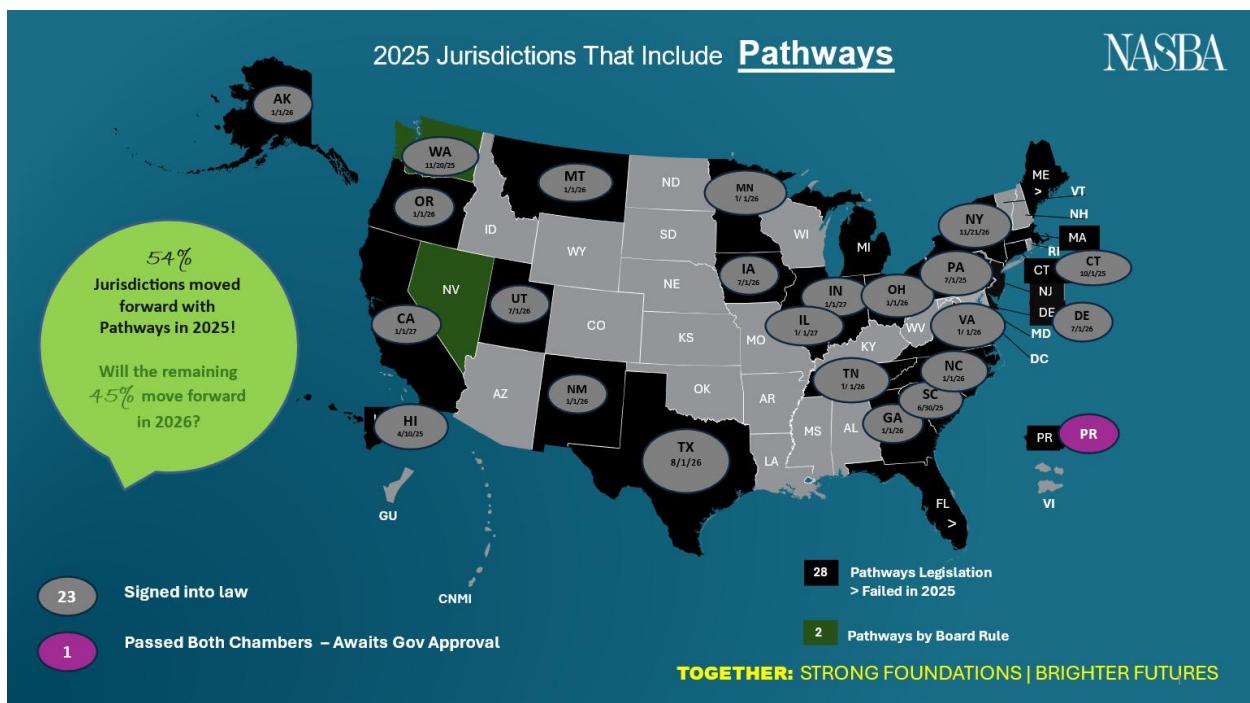 2025 Jurisdictions That Include Pathways
NASBA
AK
1/1/26
WA
11/20/25
OR
1/1/26
MT
1/1/26
ID
WY
ND
SD
NE
KS
OK
MN
1/ 1/26
WI
MI
IA
7/1/26
NV
UT
7/1/26
CO
CA
1/1/27
AZ
NM
1/1/26
TX
8/1/26
HI
4/10/25
MO
AR
LA
MS
AL
IL
1/ 1/27
IN
1/1/27
OH
1/1/26
KY
WV
TN
1/ 1/26
VA
1/ 1/26
NC
1/1/26
SC
6/30/25
GA
1/1/26
FL
>
PA
7/1/25
NY
11/21/26
ME
>
VT
NH
MA
RI
CT
CT
10/1/25
NJ
DE
DE
7/1/26
MD
DC
PR
PR
VI
GU
CNMI
54%
Jurisdictions moved
forward with
Pathways in 2025!
Will the remaining
45% move forward
in 2026?
23
Signed into law
1
Passed Both Chambers – Awaits Gov Approval
28
Pathways Legislation
> Failed in 2025
2
Pathways by Board Rule
TOGETHER: STRONG FOUNDATIONS | BRIGHTER FUTURES